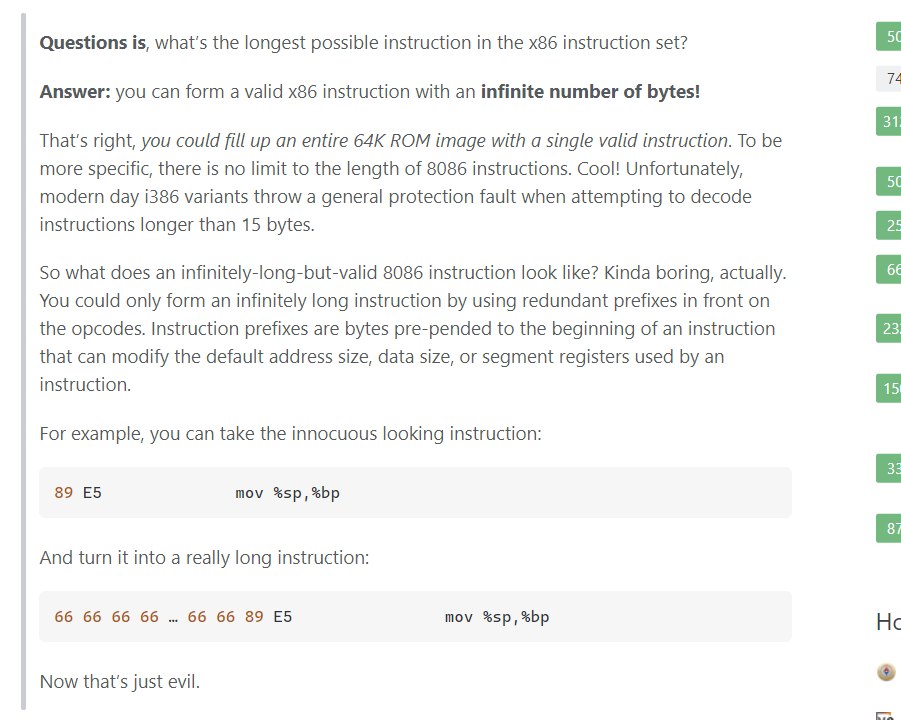 Questions is, what's the longest possible instruction in the x86 instruction set?
Answer: you can form a valid x86 instruction with an infinite number of bytes!
That's right, you could fill up an entire 64K ROM image with a single valid instruction. To be
more specific, there is no limit to the length of 8086 instructions. Cool! Unfortunately,
modern day i386 variants throw a general protection fault when attempting to decode
instructions longer than 15 bytes.
So what does an infinitely-long-but-valid 8086 instruction look like? Kinda boring, actually.
You could only form an infinitely long instruction by using redundant prefixes in front on
the opcodes. Instruction prefixes are bytes pre-pended to the beginning of an instruction
that can modify the default address size, data size, or segment registers used by an
instruction.
For example, you can take the innocuous looking instruction:
89 E5 mov %sp,%bp
And turn it into a really long instruction:
66 66 66 66 … 66 66 89 E5 mov %sp,%bp
Now that's just evil.
50
74
31
50
25
66
23
15
33
87